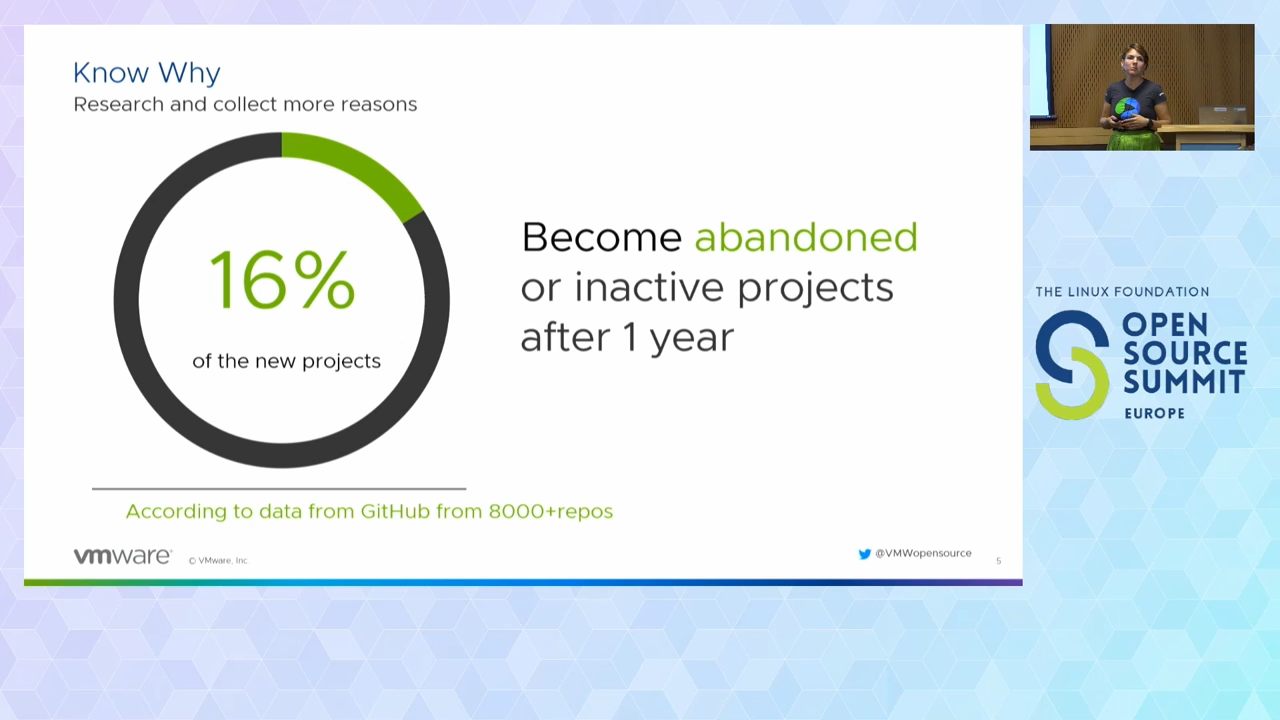 Know Why
Research and collect more reasons
16%
of the new projects
Become abandoned
or inactive projects
after 1 year
According to data from GitHub from 8000+repos
vmware
© VMware, Inc.
@VMWopensource
5
THE LINUX FOUNDATION
OPEN
SOURCE
SUMMIT
EUROPE